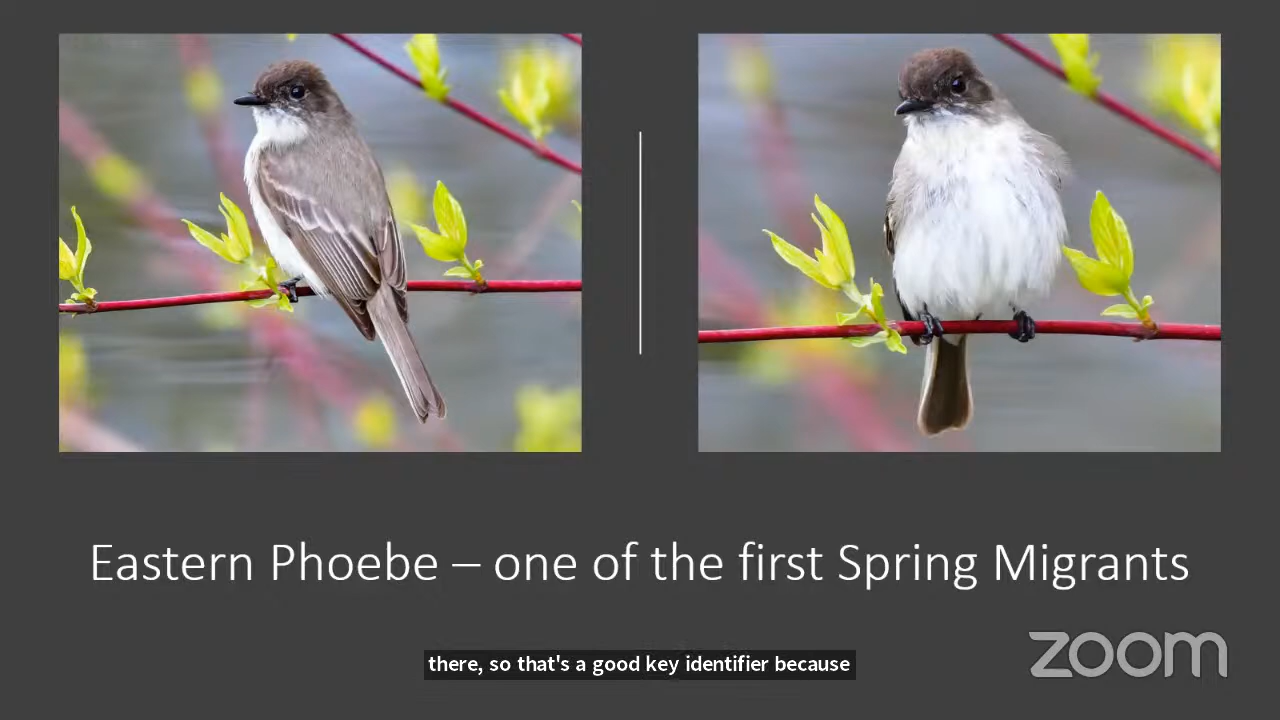 Eastern Phoebe – one of the first Spring Migrants
there, so that's a good key identifier because
zoom